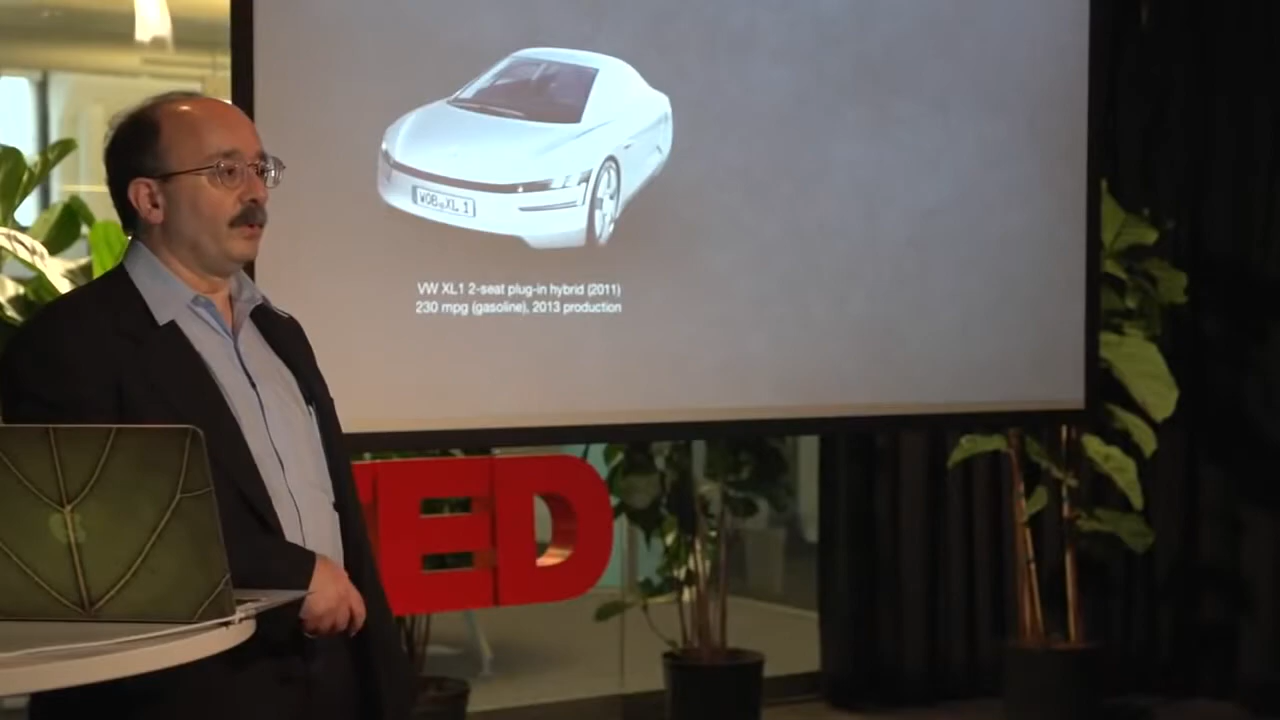 WOB XL 1
VW XL1 2-seat plug-in hybrid (2011)
230 mpg (gasoline), 2013 production
ED